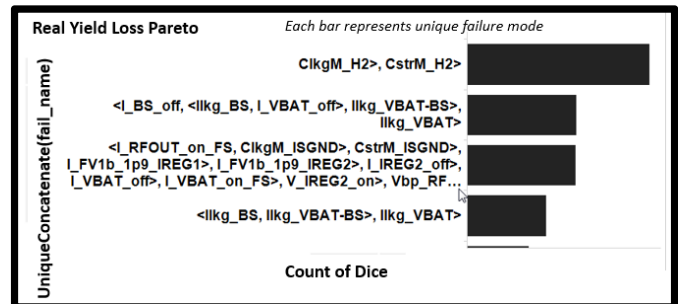 Real Yield Loss Pareto
Each bar represents unique failure mode
UniqueConcatenate(fail_name)
ClkgM_H2>, CstrM_H2>
<I_BS_off, <Ilkg_BS, I_VBAT_off>, Ilkg_VBAT-BS>,
Ilkg_VBAT>
<I_RFOUT_on_FS, ClkgM_ISGND>, CstrM_ISGND>,
I_FV1b_1p9_IREG1>, I_FV1b_1p9_IREG2>, I_IREG2_off>,
I_VBAT_off>, I_VBAT_on_FS>, V_IREG2_on>, Vbp_RF...
<Ilkg_BS, Ilkg_VBAT-BS>, Ilkg_VBAT>
Count of Dice